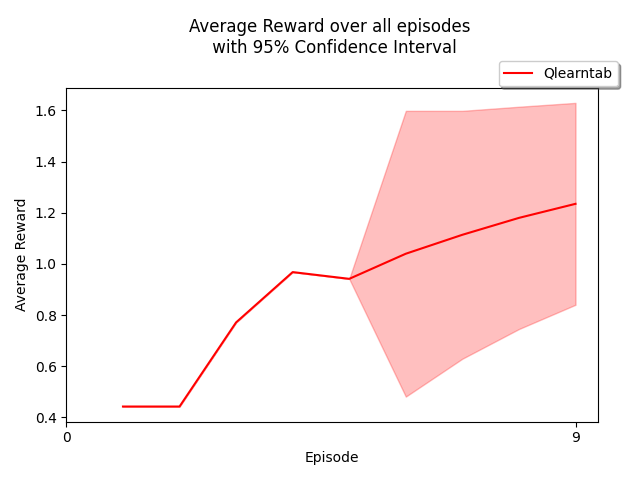 Average Reward over all episodes
with 95% Confidence Interval
Qlearntab
1.6
1.4
1.2
1.0
0.8
0.6
0.4
Average Reward
0
9
Episode